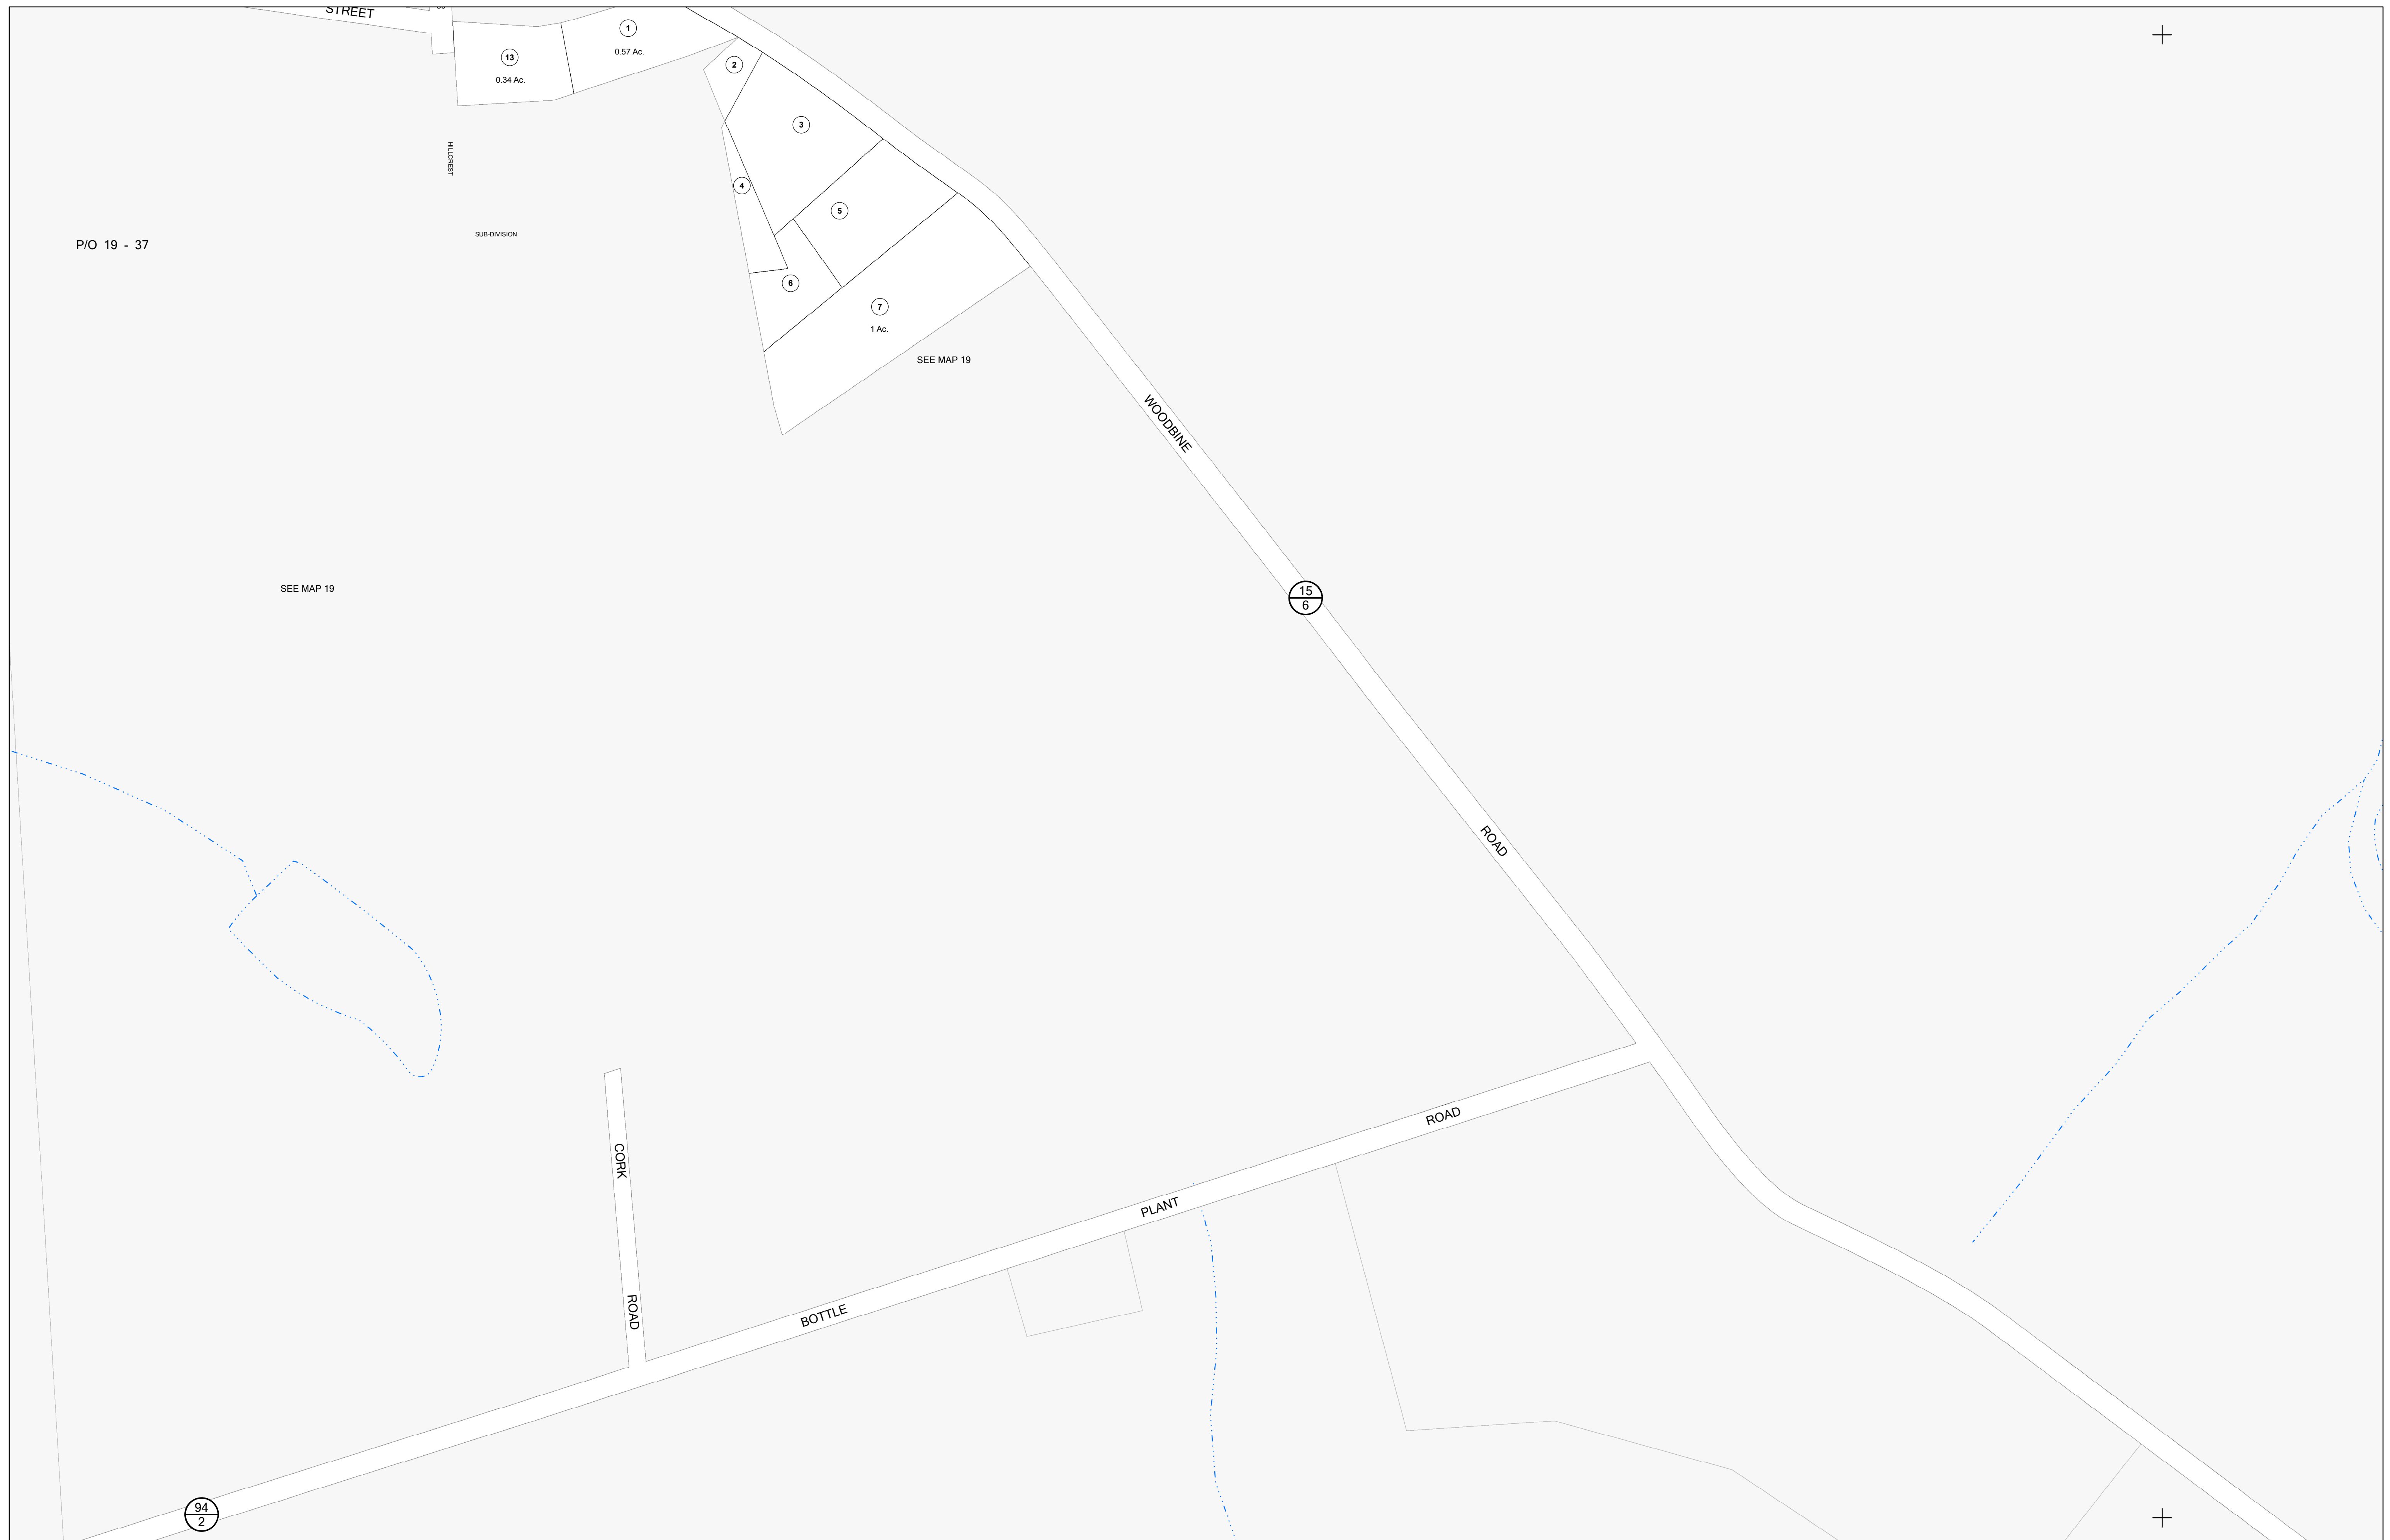 STREET
1
0.57 Ac.
13
0.34 Ac.
2
3
HILLCREST
4
5
SUB-DIVISION
P/O 19 - 37
6
7
1 Ac.
SEE MAP 19
WOODBINE
SEE MAP 19
15
6
ROAD
ROAD
CORK
PLANT
ROAD
BOTTLE
94
2